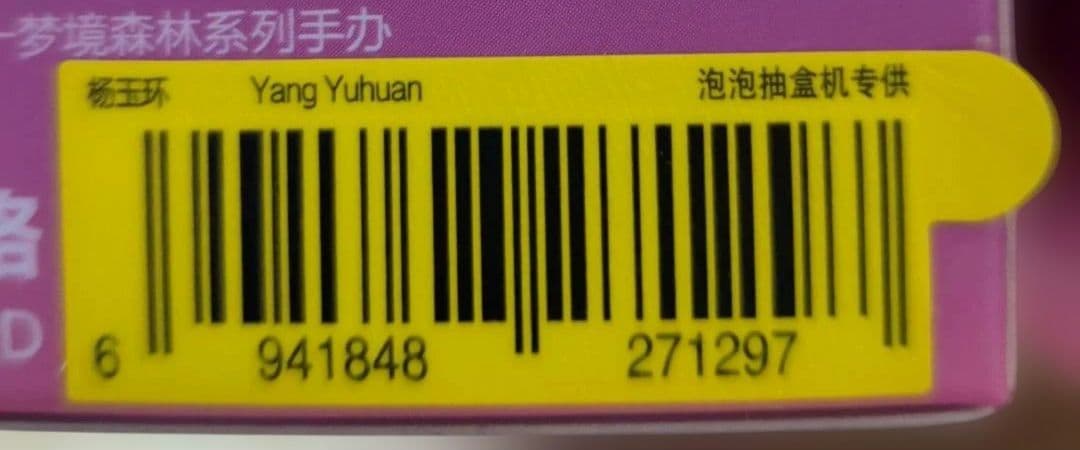 梦境森林系列手办
杨玉环 Yang Yuhuan 泡泡抽盒机专供
6 941848 271297
D